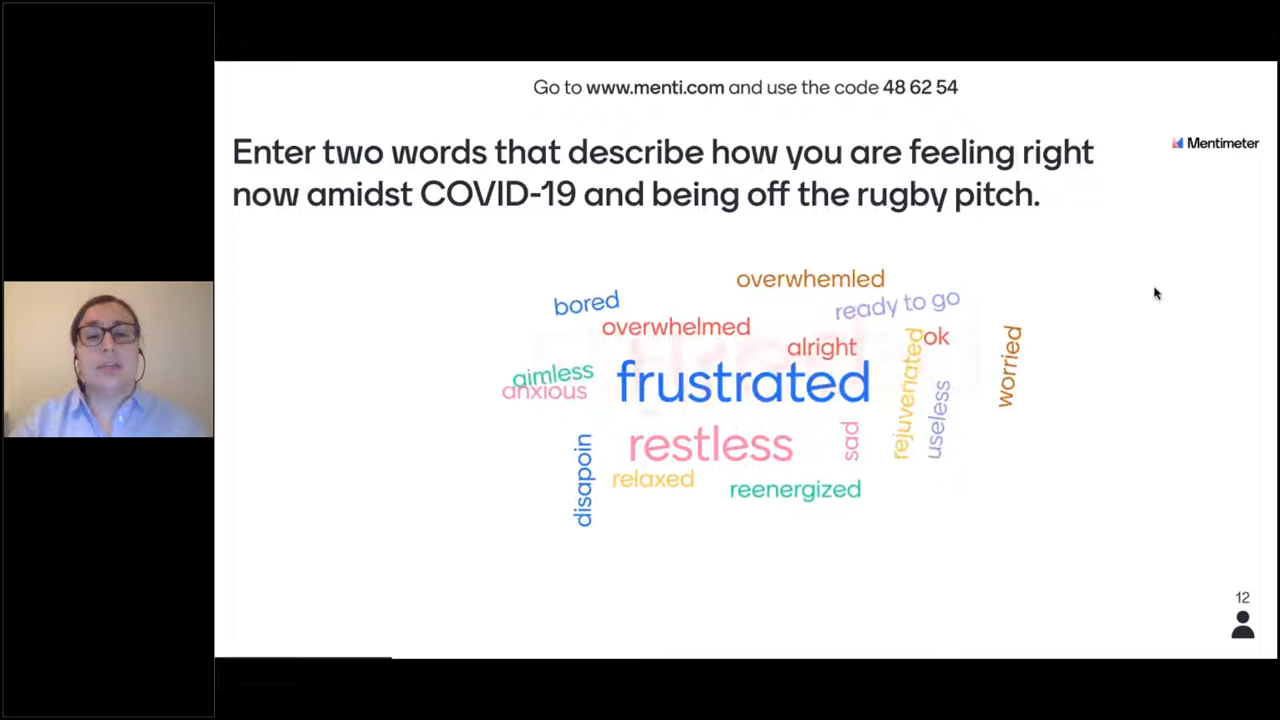 Go to www.menti.com and use the code 48 62 54
Mentimeter
Enter two words that describe how you are feeling right
now amidst COVID-19 and being off the rugby pitch.
overwhemled
bored
ready to go
overwhelmed
alright
ok
worried
aimless
anxious
frustrated
rejuvenated
useless
restless
sad
disapoin
relaxed
reenergized
12